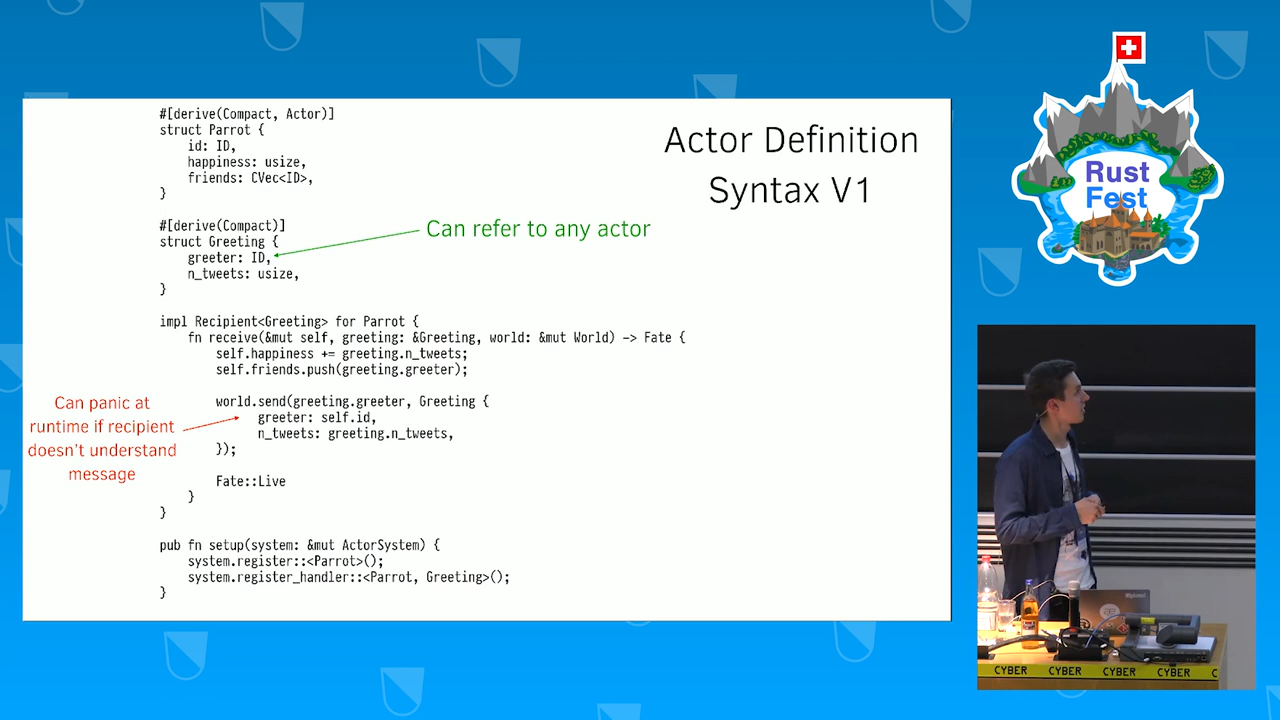 #[derive(Compact, Actor)]
struct Parrot {
    id: ID,
    happiness: usize,
    friends: CVec<ID>,
}
#[derive(Compact)]
struct Greeting {
    greeter: ID,
    n_tweets: usize,
}
impl Recipient<Greeting> for Parrot {
    fn receive(&mut self, greeting: &Greeting, world: &mut World) -> Fate {
        self.happiness += greeting.n_tweets;
        self.friends.push(greeting.greeter);
        world.send(greeting.greeter, Greeting {
              greeter: self.id,
              n_tweets: greeting.n_tweets,
        });
        Fate::Live
    }
}
pub fn setup(system: &mut ActorSystem) {
    system.register::<Parrot>();
    system.register_handler::<Parrot, Greeting>();
}
Actor Definition
Syntax V1
Can refer to any actor
Can panic at
runtime if recipient
doesn't understand
message
Rust
Fest
CYBER CYBER CYBER CYBER C